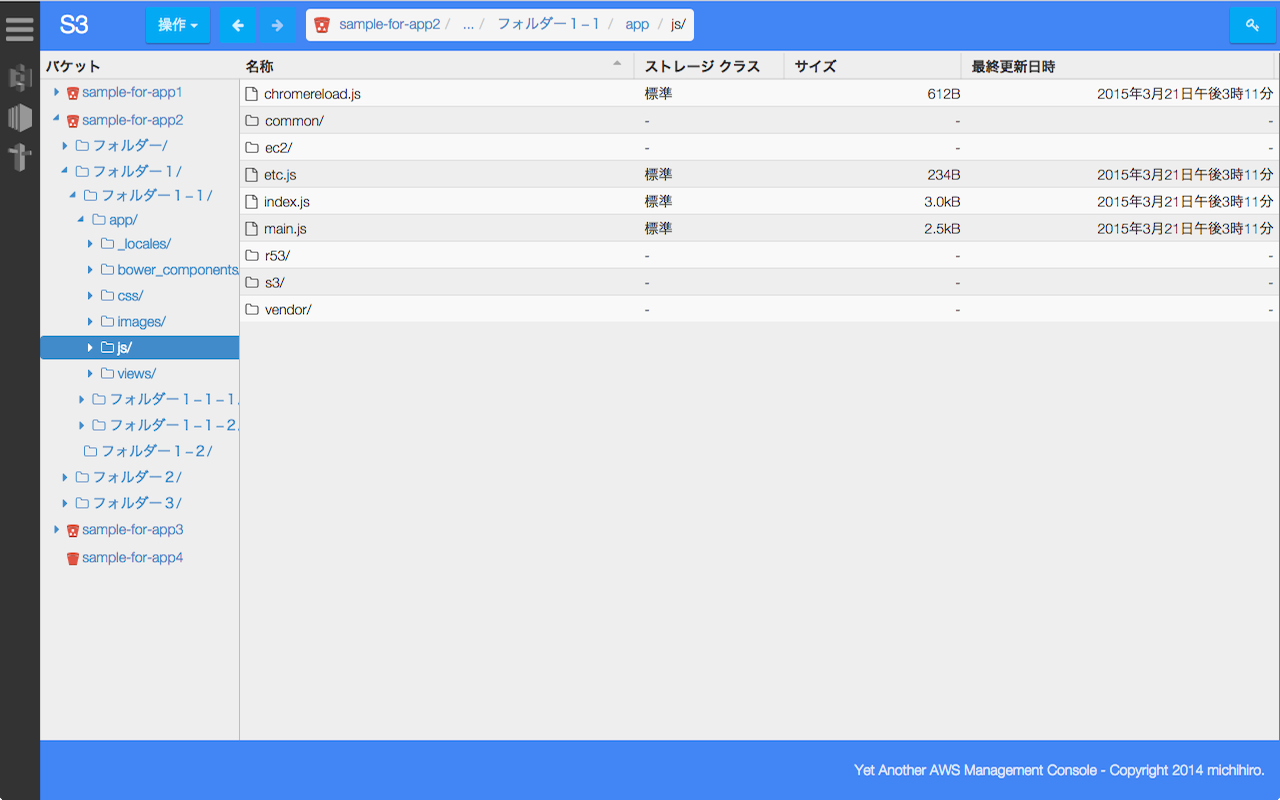 S3 操作 sample-for-app2 / ... / フォルダー１−１ / app / js/
バケット
sample-for-app1
sample-for-app2
フォルダー/
フォルダー１/
フォルダー１−１/
app/
_locales/
bower_components/
css/
images/
js/
views/
フォルダー１−１−１/
フォルダー１−１−２/
フォルダー１−２/
フォルダー２/
フォルダー３/
sample-for-app3
sample-for-app4
名称 ストレージ クラス サイズ 最終更新日時
chromereload.js 標準 612B 2015年3月21日午後3時11分
common/ - - -
ec2/ - - -
etc.js 標準 234B 2015年3月21日午後3時11分
index.js 標準 3.0kB 2015年3月21日午後3時11分
main.js 標準 2.5kB 2015年3月21日午後3時11分
r53/ - - -
s3/ - - -
vendor/ - - -
Yet Another AWS Management Console - Copyright 2014 michihiro.